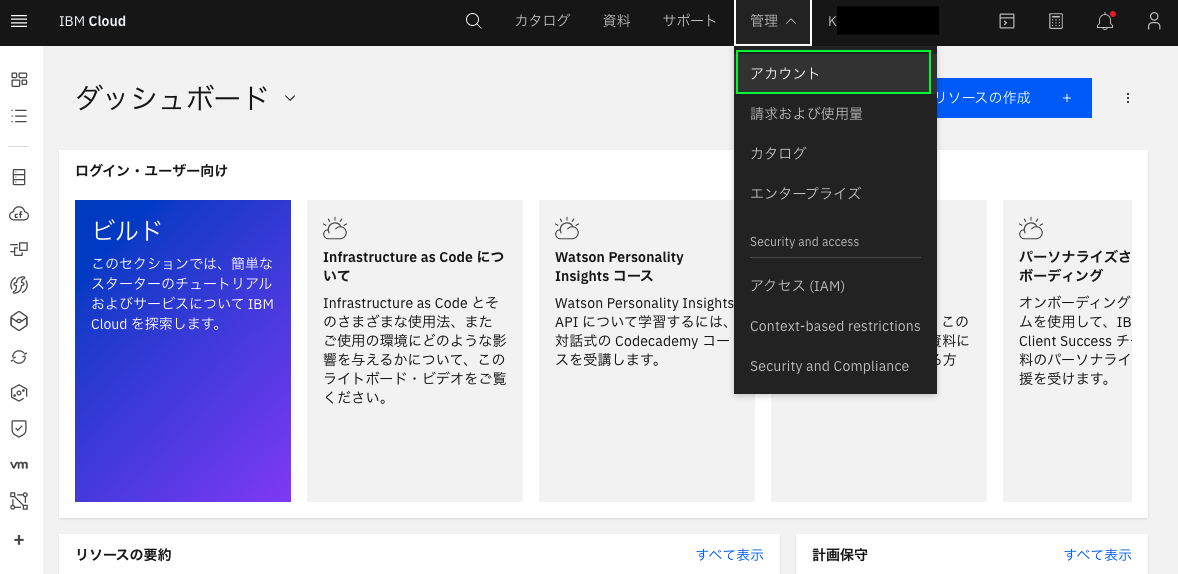 IBM Cloud
カタログ
資料
サポート
管理
K
アカウント
請求および使用量
カタログ
エンタープライズ
Security and access
アクセス (IAM)
Context-based restrictions
Security and Compliance
ダッシュボード
リソースの作成 +
ログイン・ユーザー向け
ビルド
このセクションでは、簡単な
スターターのチュートリアル
およびサービスについて IBM
Cloud を探索します。
Infrastructure as Code につ
いて
Infrastructure as Code とそ
のさまざまな使用法、また
ご使用の環境にどのような影
響を与えるかについて、この
ライトボード・ビデオをご覧
ください。
Watson Personality
Insights コース
Watson Personality Insights
API について学習するには、
対話式の Codecademy コー
スを受講します。
この
資料に
る方
パーソナライズさ
ボーディング
オンボーディング
ムを使用して、IB
Client Success チ
料のパーソナライ
援を受けます。
cf
vm
リソースの要約
すべて表示
計画保守
すべて表示